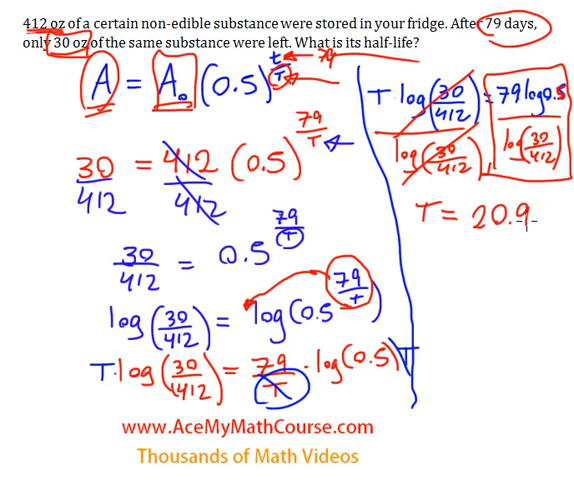 412 oz of a certain non-edible substance were stored in your fridge. After 79 days,
only 30 oz of the same substance were left. What is its half-life?
A = A₀ (0.5)^(t/T) t ← 79
30/412 = 412/412 (0.5)^(79/T)
30/412 = 0.5^(79/T)
log(30/412) = log(0.5^(79/T))
T·log(30/412) = 79/T · log(0.5) T
T·log(30/412) / log(30/412) = 79 log 0.5 / log(30/412)
T = 20.9
www.AceMyMathCourse.com
Thousands of Math Videos